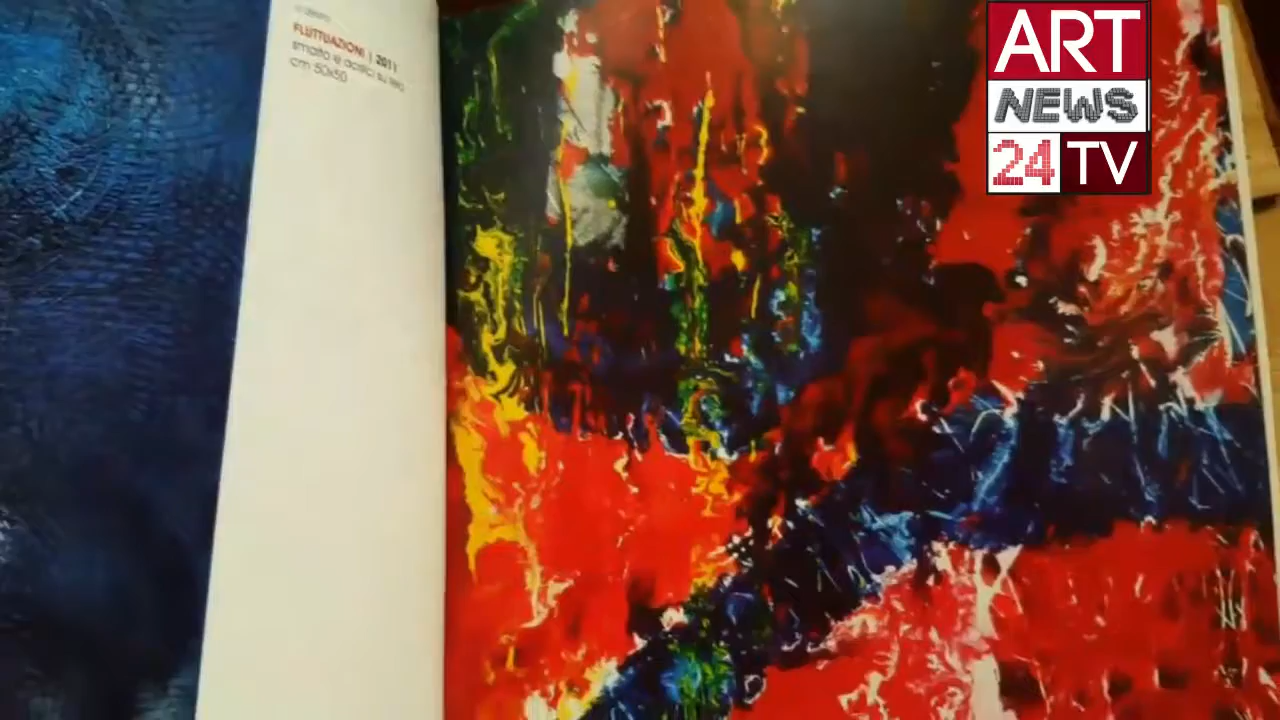 FLUTTUAZIONI | 2011
smalto e acrilici su tela
cm 50x50
ART
NEWS
24 TV